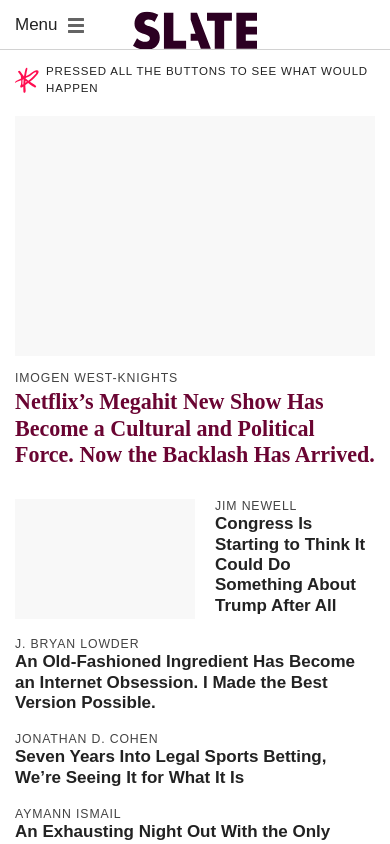 Menu
SLATE
PRESSED ALL THE BUTTONS TO SEE WHAT WOULD
HAPPEN
IMOGEN WEST-KNIGHTS
Netflix’s Megahit New Show Has
Become a Cultural and Political
Force. Now the Backlash Has Arrived.
JIM NEWELL
Congress Is
Starting to Think It
Could Do
Something About
Trump After All
J. BRYAN LOWDER
An Old-Fashioned Ingredient Has Become
an Internet Obsession. I Made the Best
Version Possible.
JONATHAN D. COHEN
Seven Years Into Legal Sports Betting,
We’re Seeing It for What It Is
AYMANN ISMAIL
An Exhausting Night Out With the Only